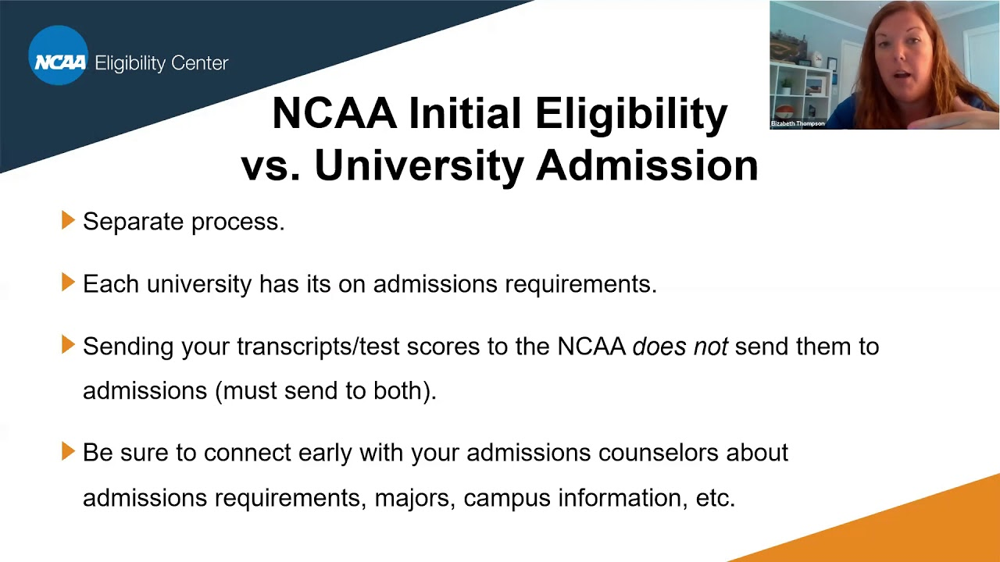 NCAA Eligibility Center
Elizabeth Thompson
NCAA Initial Eligibility
vs. University Admission
Separate process.
Each university has its on admissions requirements.
Sending your transcripts/test scores to the NCAA does not send them to
admissions (must send to both).
Be sure to connect early with your admissions counselors about
admissions requirements, majors, campus information, etc.